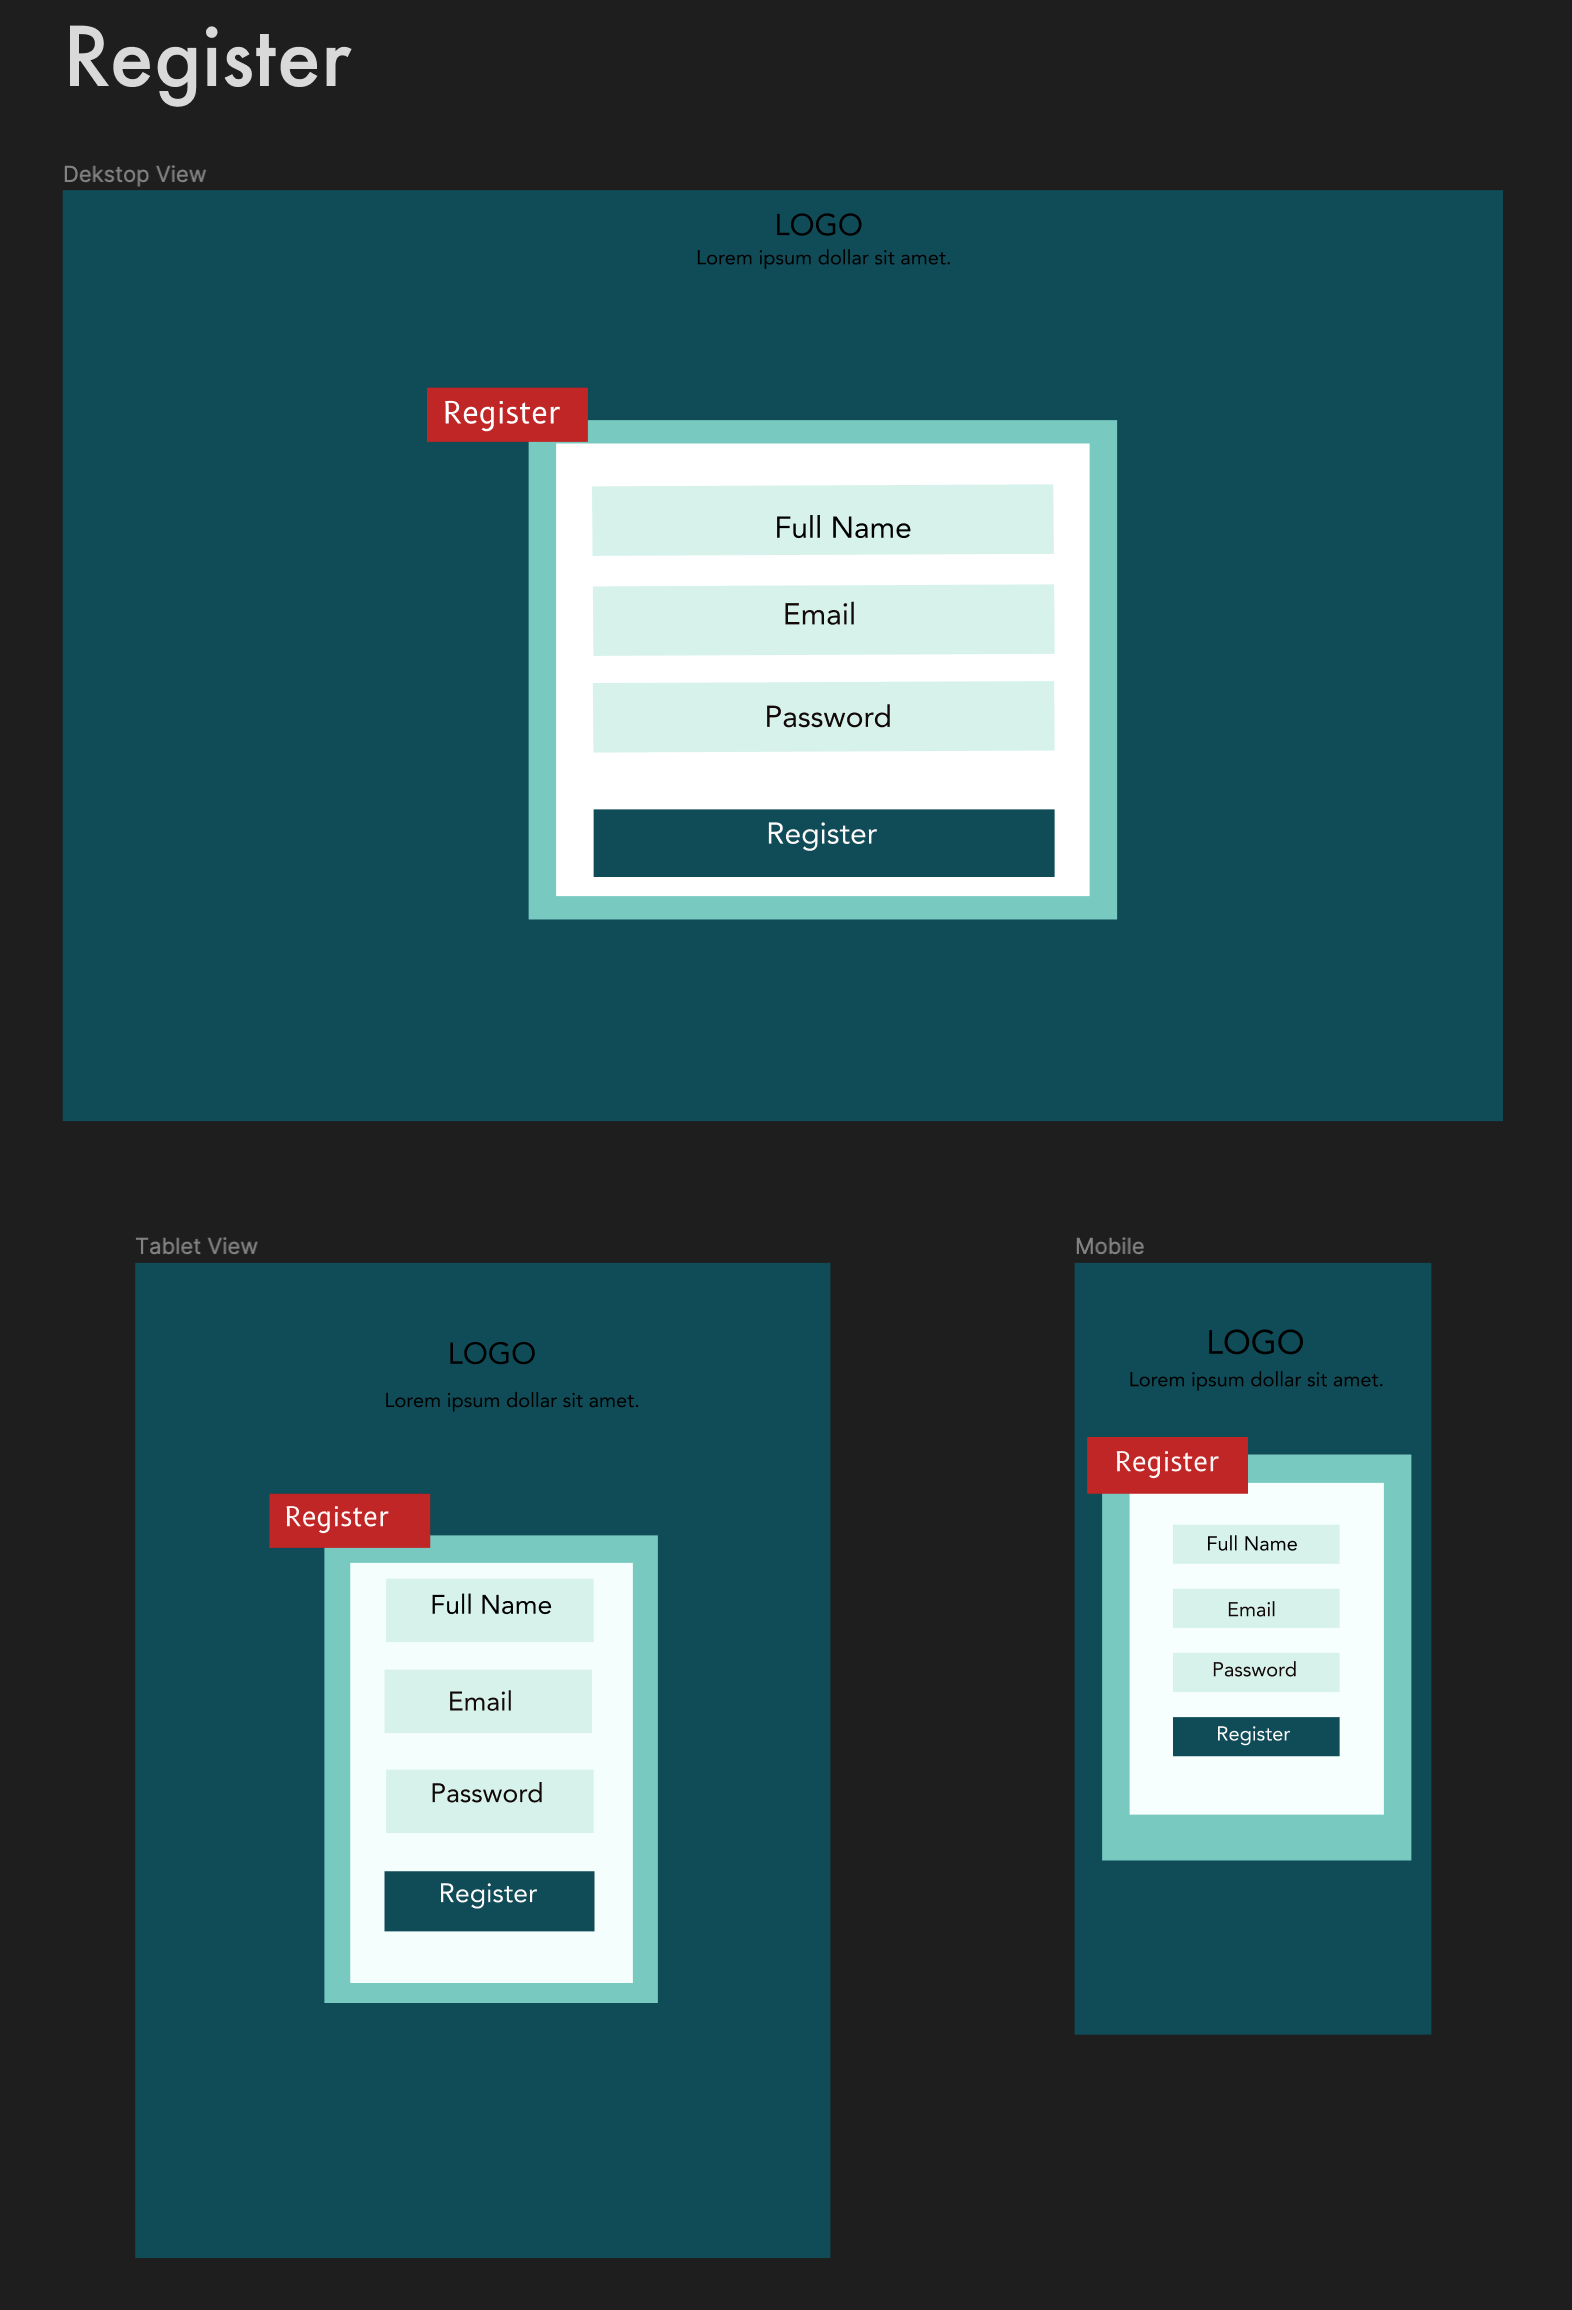 Register
Dekstop View
LOGO
Lorem ipsum dollar sit amet.
Register
Full Name
Email
Password
Register
Tablet View
LOGO
Lorem ipsum dollar sit amet.
Register
Full Name
Email
Password
Register
Mobile
LOGO
Lorem ipsum dollar sit amet.
Register
Full Name
Email
Password
Register